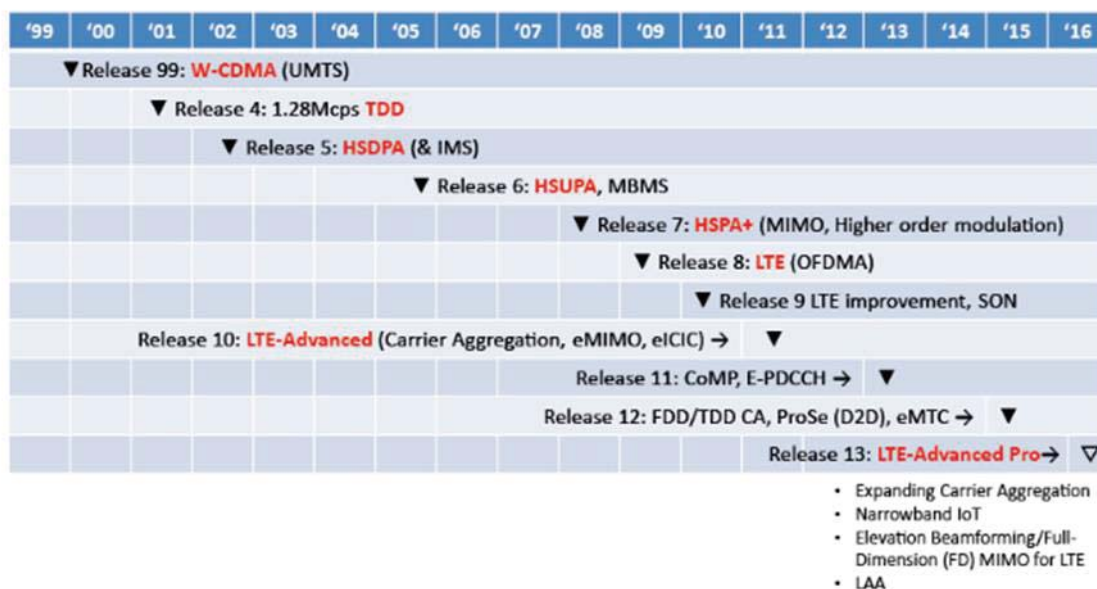 ‘99 ‘00 ‘01 ‘02 ‘03 ‘04 ‘05 ‘06 ‘07 ‘08 ‘09 ‘10 ‘11 ‘12 ‘13 ‘14 ‘15 ‘16
▼Release 99: W-CDMA (UMTS)
▼ Release 4: 1.28Mcps TDD
▼ Release 5: HSDPA (& IMS)
▼ Release 6: HSUPA, MBMS
▼ Release 7: HSPA+ (MIMO, Higher order modulation)
▼ Release 8: LTE (OFDMA)
▼ Release 9 LTE improvement, SON
Release 10: LTE-Advanced (Carrier Aggregation, eMIMO, eICIC) → ▼
Release 11: CoMP, E-PDCCH → ▼
Release 12: FDD/TDD CA, ProSe (D2D), eMTC → ▼
Release 13: LTE-Advanced Pro→ ▽
• Expanding Carrier Aggregation
• Narrowband IoT
• Elevation Beamforming/Full-
Dimension (FD) MIMO for LTE
• LAA